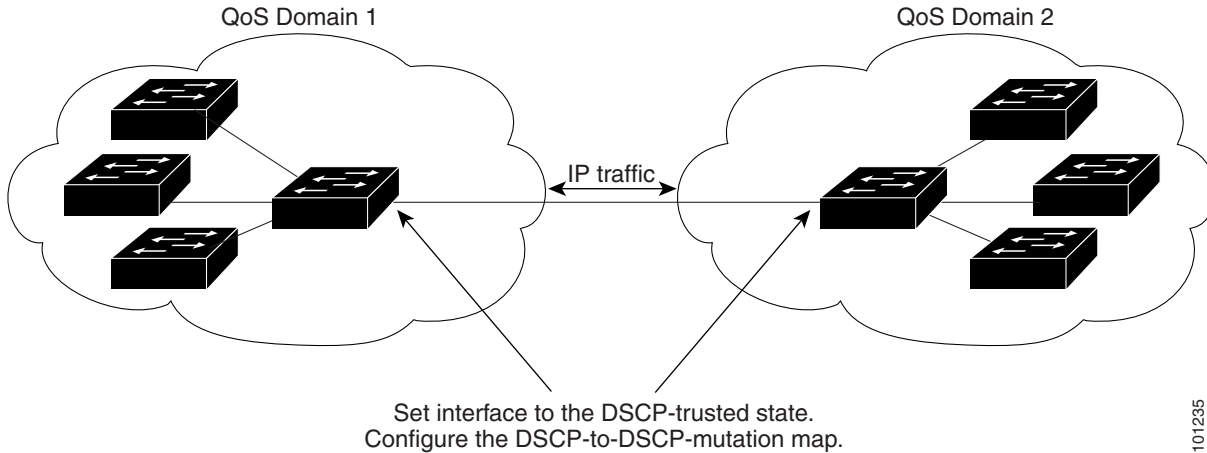 QoS Domain 1
QoS Domain 2
IP traffic
Set interface to the DSCP-trusted state.
Configure the DSCP-to-DSCP-mutation map.
101235